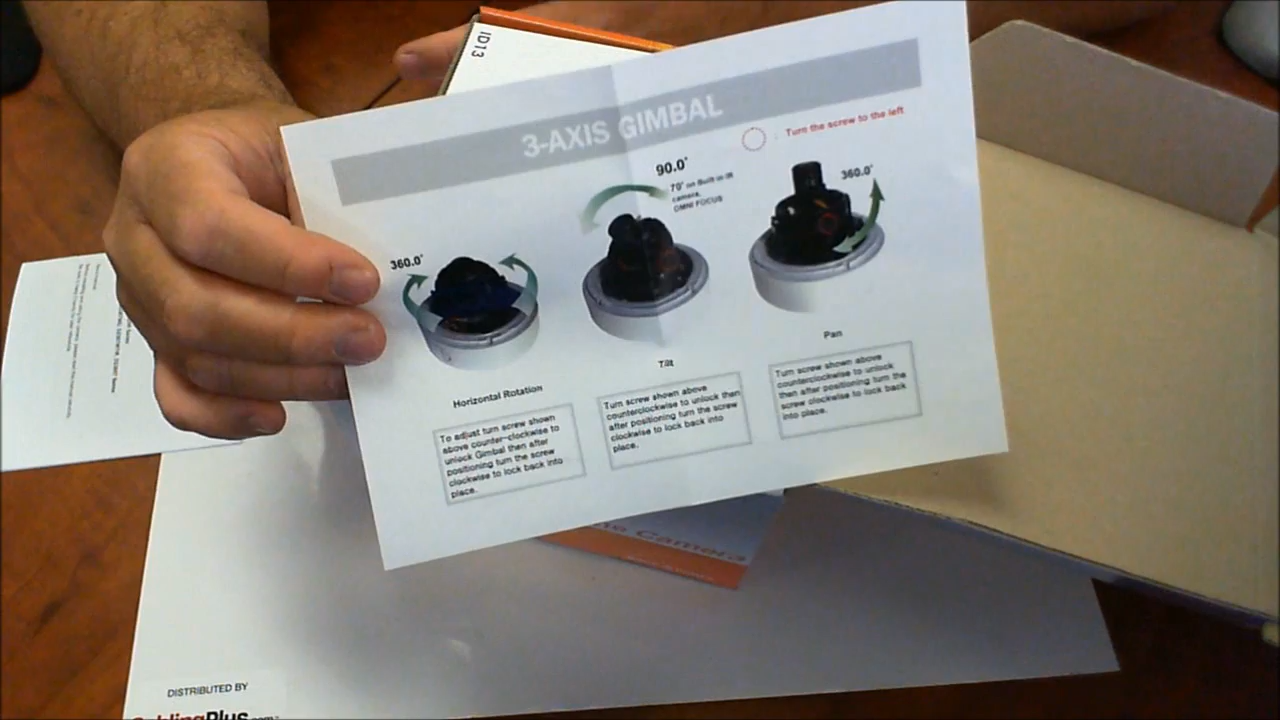 ID13
3-AXIS GIMBAL
: Turn the screw to the left
90.0°
70° on Built-in IR
camera,
OMNI FOCUS
360.0°
360.0°
Horizontal Rotation
Tilt
Pan
To adjust turn screw shown
above counter-clockwise to
unlock Gimbal then after
positioning turn the screw
clockwise to lock back into
place.
Turn screw shown above
counterclockwise to unlock then
after positioning turn the screw
clockwise to lock back into
place.
Turn screw shown above
counterclockwise to unlock
then after positioning turn the
screw clockwise to lock back
into place.
Camera
DISTRIBUTED BY
CablingPlus.com